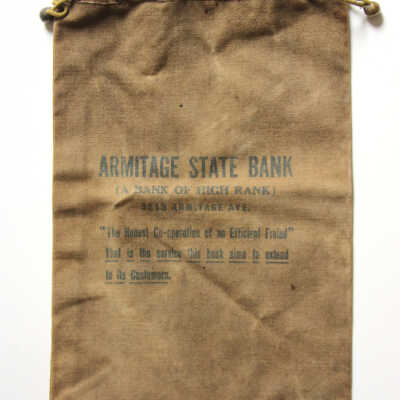 ARMITAGE STATE BANK
(A BANK OF HIGH RANK)
ARMITAGE AVE.
"The Honest Co-operation of an Efficient Friend"
That is the service this bank aims to extend
to its Customers.